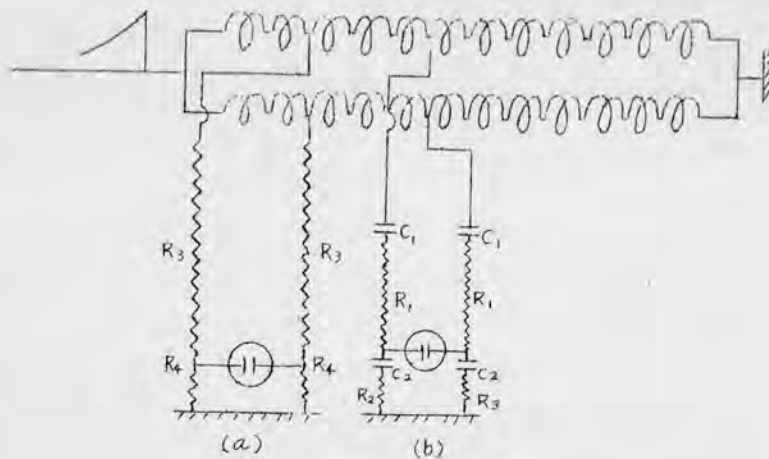 C₁ C₁
R₃ R₃
R₁ R₁
R₄ R₄
C₂ C₂
R₂ R₃
(a) (b)